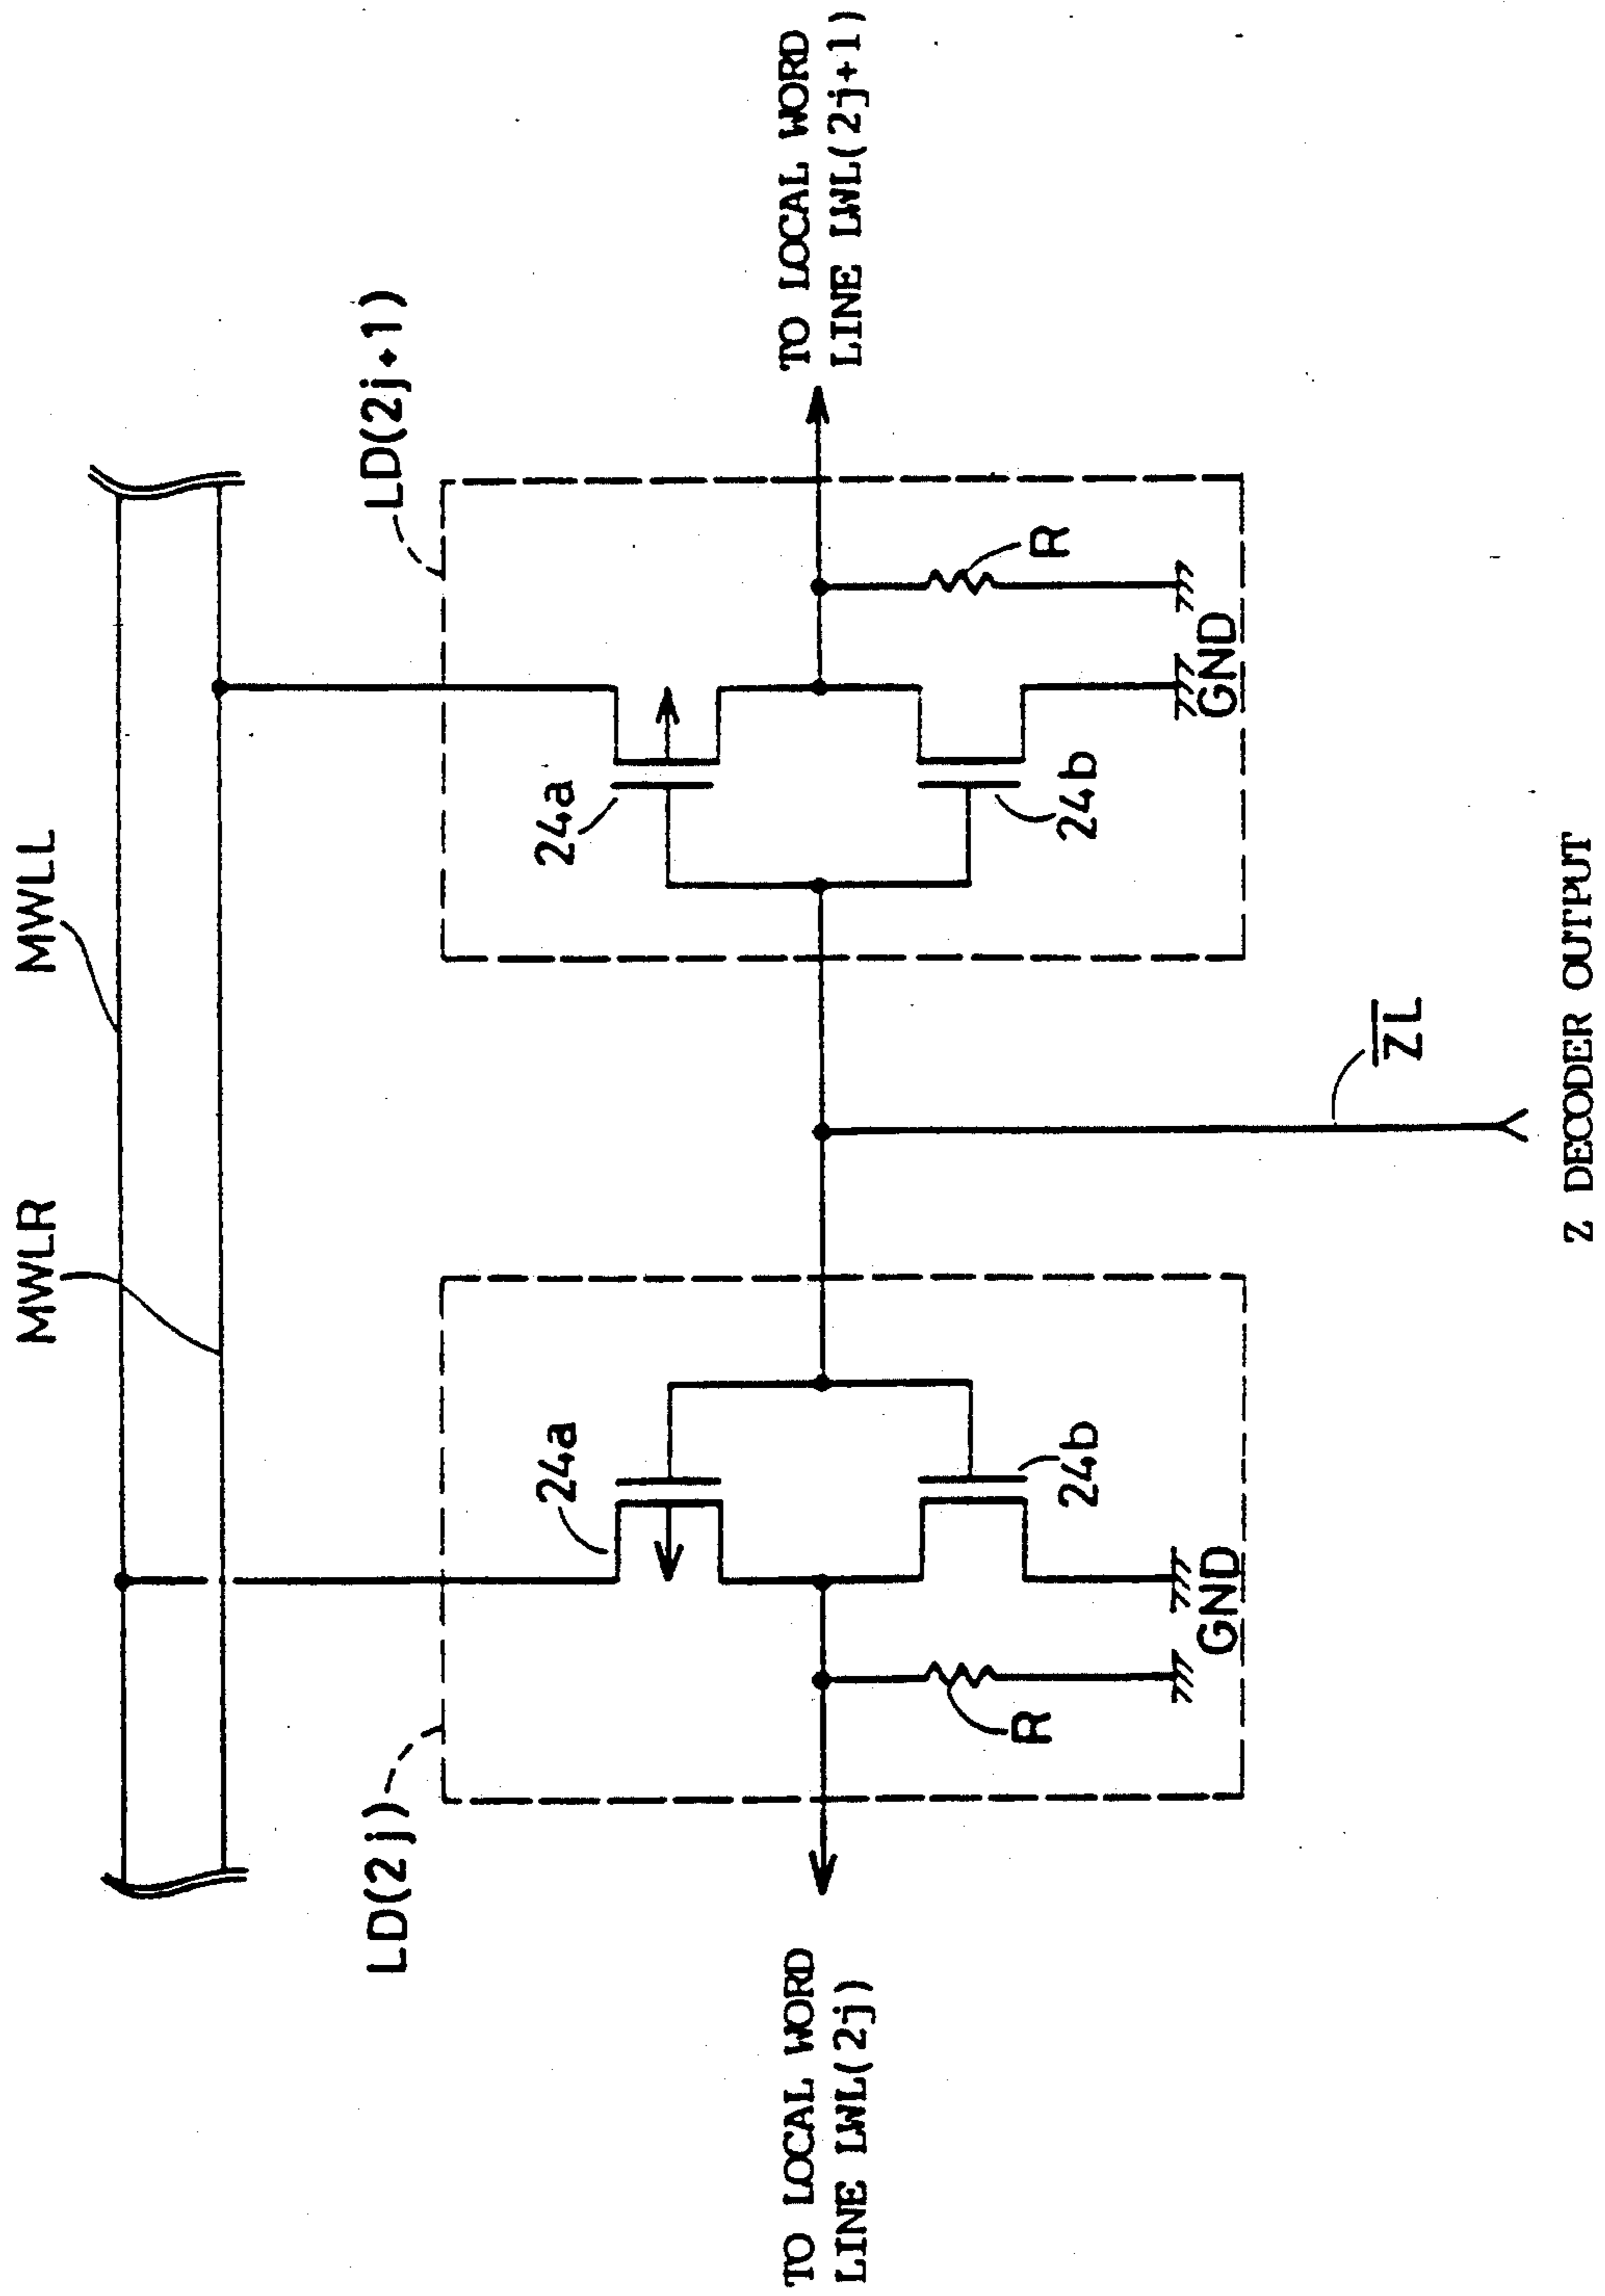 MWLR
MWLL
LD(2j)
LD(2j+1)
24a
24a
R
24b
24b
R
GND
GND
TO LOCAL WORD
LINE LWL(2j)
TO LOCAL WORD
LINE LWL(2j+1)
ZL
Z DECODER OUTPUT